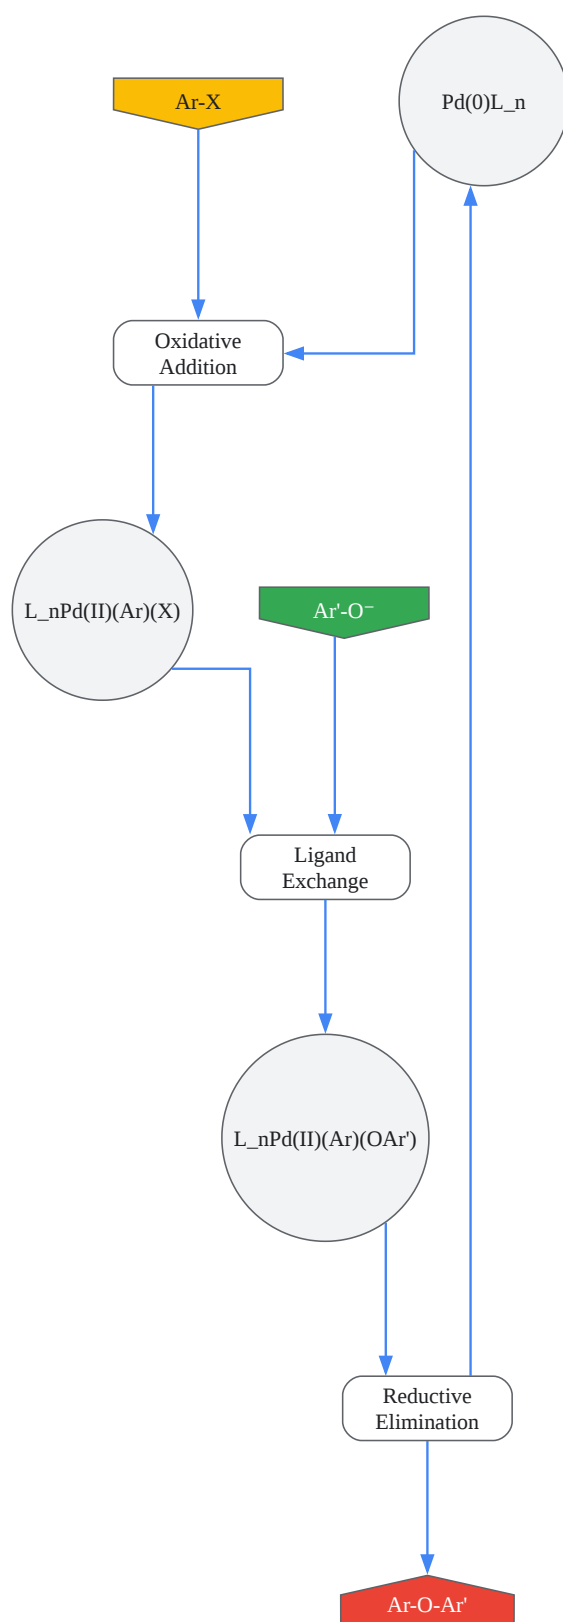 Ar-X
Pd(0)L_n
Oxidative
Addition
L_nPd(II)(Ar)(X)
Ar'-O⁻
Ligand
Exchange
L_nPd(II)(Ar)(OAr')
Reductive
Elimination
Ar-O-Ar'